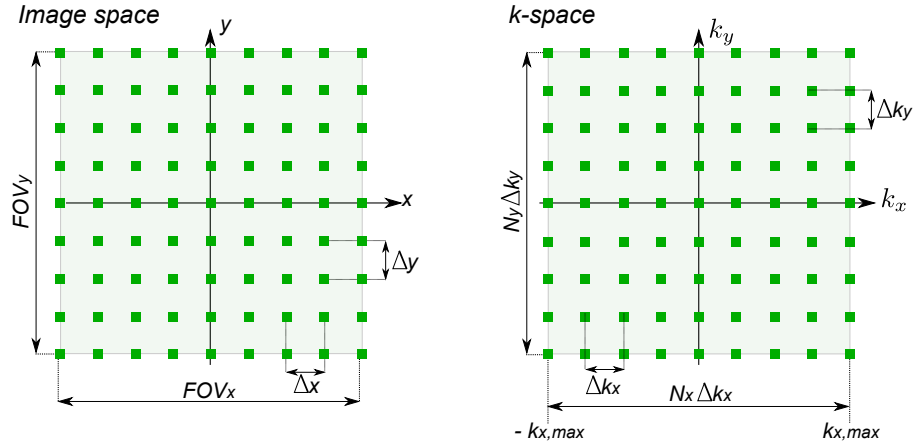 Image space
y
x
FOVy
Δy
Δx
FOVx
k-space
ky
Δky
kx
NyΔky
Δkx
NxΔkx
- kx,max
kx,max